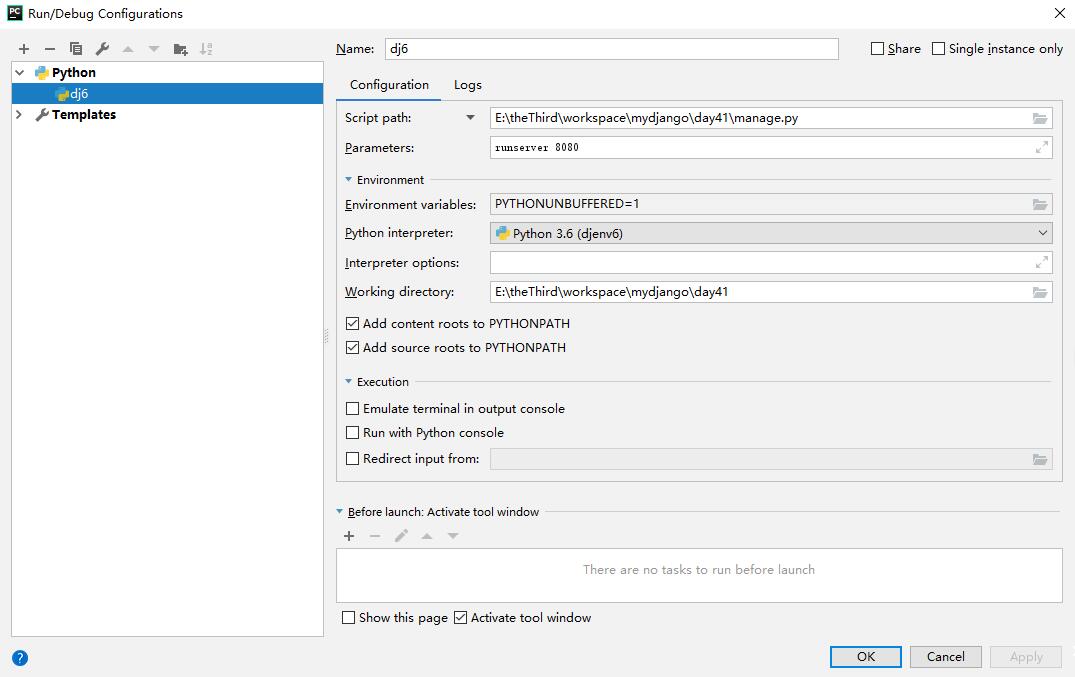 PC Run/Debug Configurations
Name: dj6 Share Single instance only
Python
dj6
Templates
Configuration Logs
Script path: E:\theThird\workspace\mydjango\day41\manage.py
Parameters: runserver 8080
Environment
Environment variables: PYTHONUNBUFFERED=1
Python interpreter: Python 3.6 (djenv6)
Interpreter options:
Working directory: E:\theThird\workspace\mydjango\day41
Add content roots to PYTHONPATH
Add source roots to PYTHONPATH
Execution
Emulate terminal in output console
Run with Python console
Redirect input from:
Before launch: Activate tool window
There are no tasks to run before launch
Show this page Activate tool window
? OK Cancel Apply